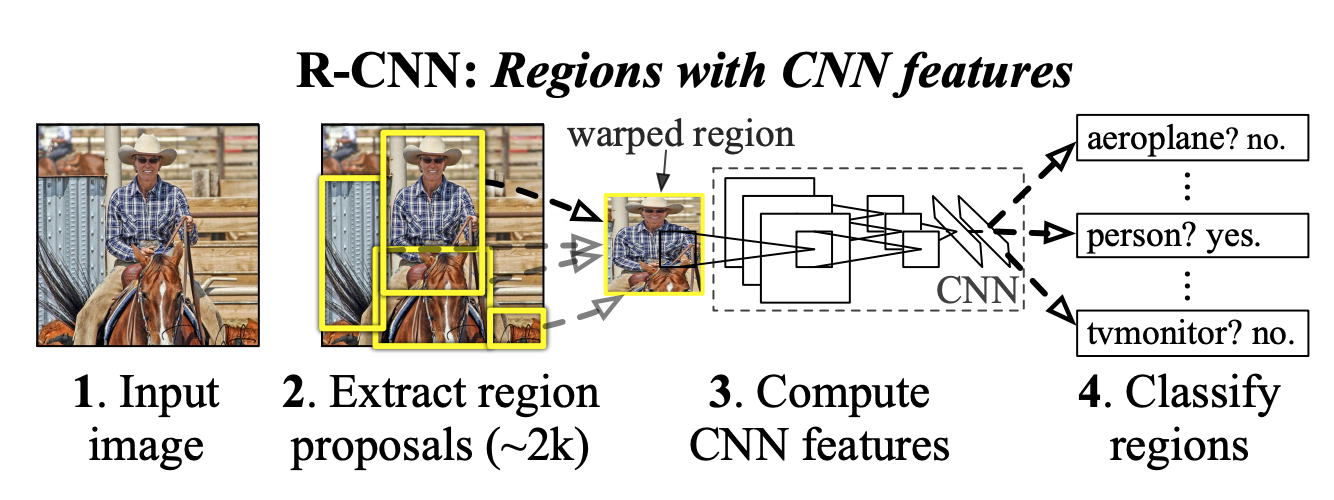 R-CNN: Regions with CNN features
warped region
aeroplane? no.
person? yes.
tvmonitor? no.
CNN
1. Input
image
2. Extract region
proposals (~2k)
3. Compute
CNN features
4. Classify
regions